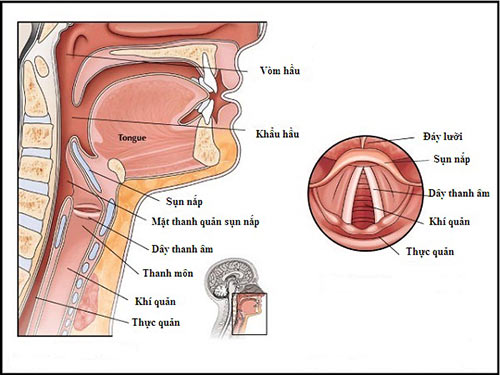 Vòm hầu
Khẩu hầu
Tongue
Sụn nắp
Mặt thanh quản sụn nắp
Dây thanh âm
Thanh môn
Khí quản
Thực quản
Đáy lưỡi
Sụn nắp
Dây thanh âm
Khí quản
Thực quản